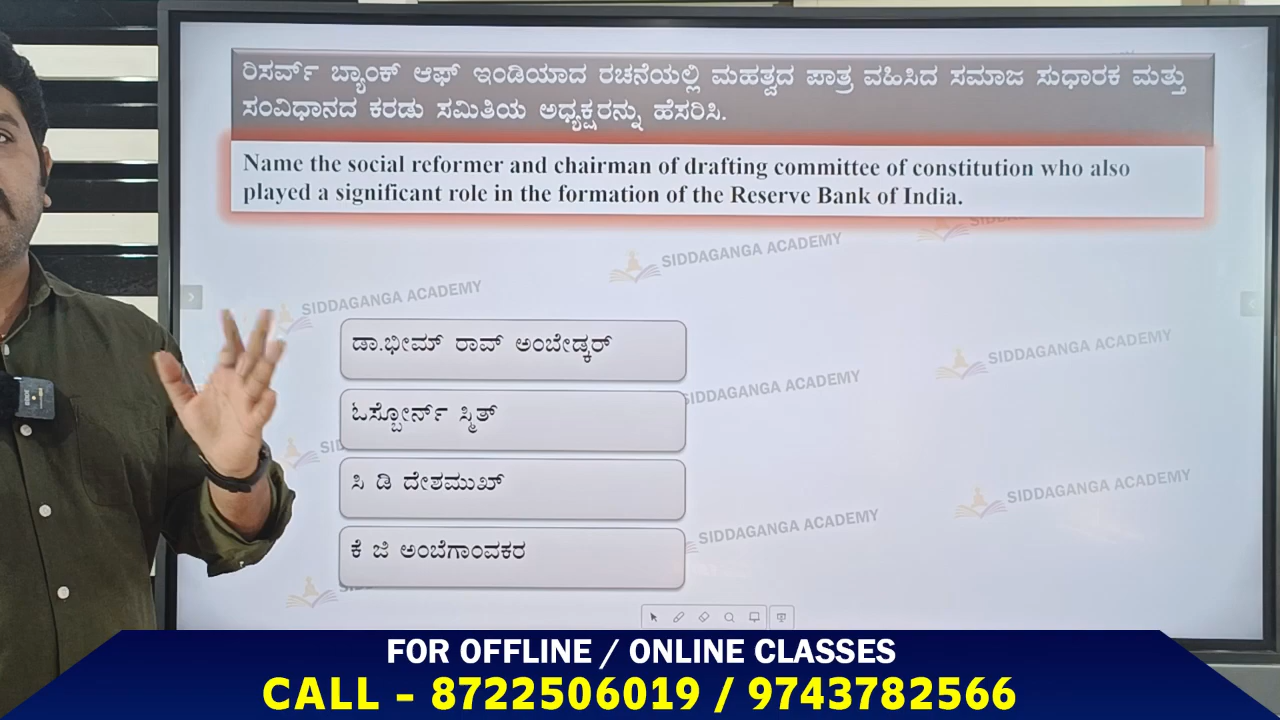 ರಿಸರ್ವ್ ಬ್ಯಾಂಕ್ ಆಫ್ ಇಂಡಿಯಾದ ರಚನೆಯಲ್ಲಿ ಮಹತ್ವದ ಪಾತ್ರ ವಹಿಸಿದ ಸಮಾಜ ಸುಧಾರಕ ಮತ್ತು
ಸಂವಿಧಾನದ ಕರಡು ಸಮಿತಿಯ ಅಧ್ಯಕ್ಷರನ್ನು ಹೆಸರಿಸಿ.
Name the social reformer and chairman of drafting committee of constitution who also
played a significant role in the formation of the Reserve Bank of India.
SIDDAGANGA ACADEMY
SIDDAGANGA ACADEMY
ಡಾ.ಭೀಮ್ ರಾವ್ ಅಂಬೇಡ್ಕರ್
SIDDAGANGA ACADEMY
SIDDAGANGA ACADEMY
ಓಸ್ಬೋರ್ನ್ ಸ್ಮಿತ್
ಸಿ ಡಿ ದೇಶಮುಖ್
SIDDAGANGA ACADEMY
SIDDAGANGA ACADEMY
ಕೆ ಜಿ ಅಂಬೆಗಾಂವಕರ
FOR OFFLINE / ONLINE CLASSES
CALL – 8722506019 / 9743782566